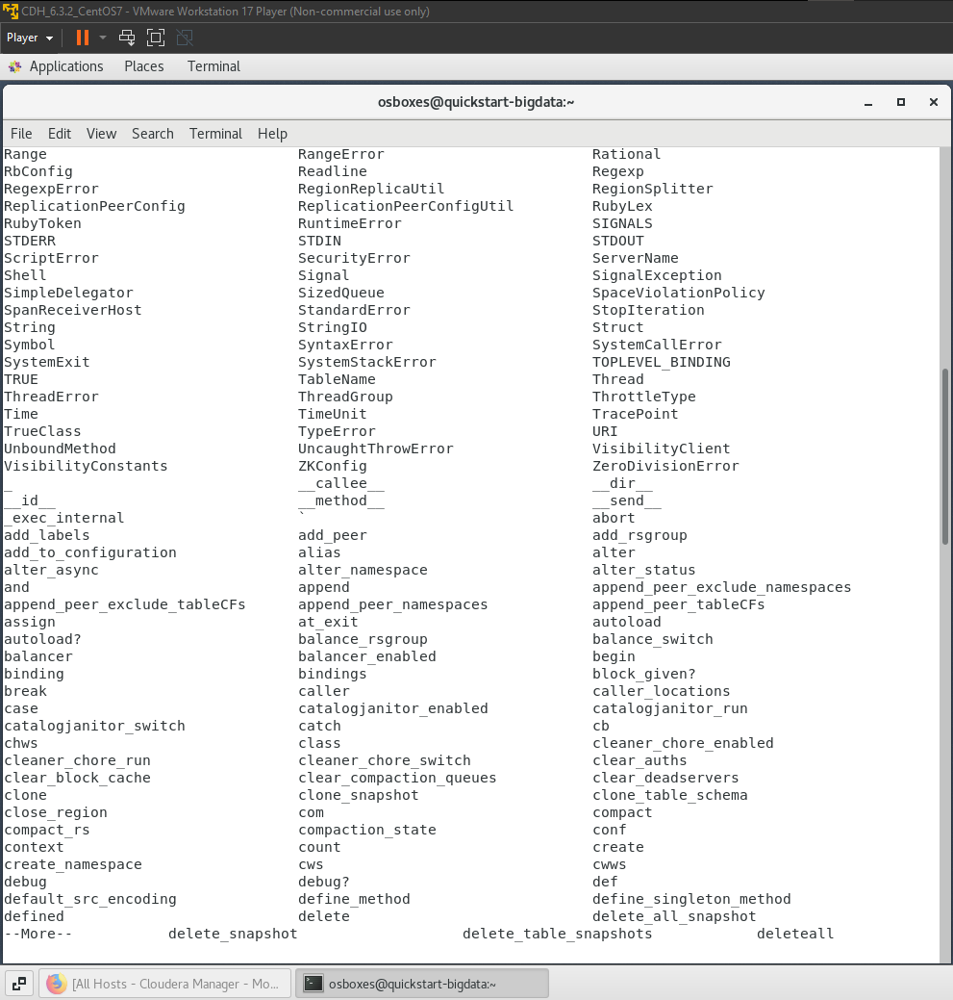 CDH_6.3.2_CentOS7 - VMware Workstation 17 Player (Non-commercial use only)
Player
Applications Places Terminal
osboxes@quickstart-bigdata:~
File Edit View Search Terminal Help
Range RangeError Rational
RbConfig Readline Regexp
RegexpError RegionReplicaUtil RegionSplitter
ReplicationPeerConfig ReplicationPeerConfigUtil RubyLex
RubyToken RuntimeError SIGNALS
STDERR STDIN STDOUT
ScriptError SecurityError ServerName
Shell Signal SignalException
SimpleDelegator SizedQueue SpaceViolationPolicy
SpanReceiverHost StandardError StopIteration
String StringIO Struct
Symbol SyntaxError SystemCallError
SystemExit SystemStackError TOPLEVEL_BINDING
TRUE TableName Thread
ThreadError ThreadGroup ThrottleType
Time TimeUnit TracePoint
TrueClass TypeError URI
UnboundMethod UncaughtThrowError VisibilityClient
VisibilityConstants ZKConfig ZeroDivisionError
_ __callee__ __dir__
__id__ __method__ __send__
_exec_internal ` abort
add_labels add_peer add_rsgroup
add_to_configuration alias alter
alter_async alter_namespace alter_status
and append append_peer_exclude_namespaces
append_peer_exclude_tableCFs append_peer_namespaces append_peer_tableCFs
assign at_exit autoload
autoload? balance_rsgroup balance_switch
balancer balancer_enabled begin
binding bindings block_given?
break caller caller_locations
case catalogjanitor_enabled catalogjanitor_run
catalogjanitor_switch catch cb
chws class cleaner_chore_enabled
cleaner_chore_run cleaner_chore_switch clear_auths
clear_block_cache clear_compaction_queues clear_deadservers
clone clone_snapshot clone_table_schema
close_region com compact
compact_rs compaction_state conf
context count create
create_namespace cws cwws
debug debug? def
default_src_encoding define_method define_singleton_method
defined delete delete_all_snapshot
--More-- delete_snapshot delete_table_snapshots deleteall
[All Hosts - Cloudera Manager - Mo... osboxes@quickstart-bigdata:~